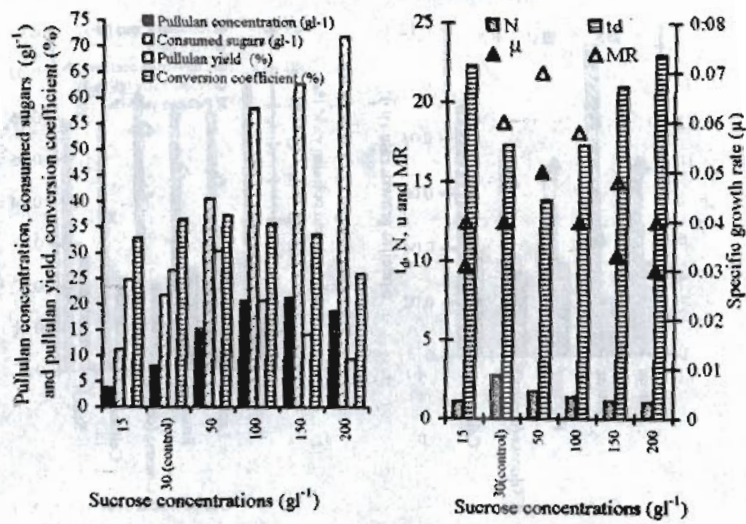 Pullulan concentration, consumed sugars (gl-1)
and pullulan yield, conversion coefficient (%)
75
70
65
60
55
50
45
40
35
30
25
20
15
10
5
0
Pullulan concentration (gl-1)
Consumed sugars (gl-1)
Pullulan yield (%)
Conversion coefficient (%)
15
30 (control)
50
100
150
200
Sucrose concentrations (gl-1)
td, N, u and MR
25
20
15
10
5
0
N
td
µ
MR
0.08
0.07
0.06
0.05
0.04
0.03
0.02
0.01
0
Specific growth rate (µ)
15
30(control)
50
100
150
200
Sucrose concentrations (gl-1)